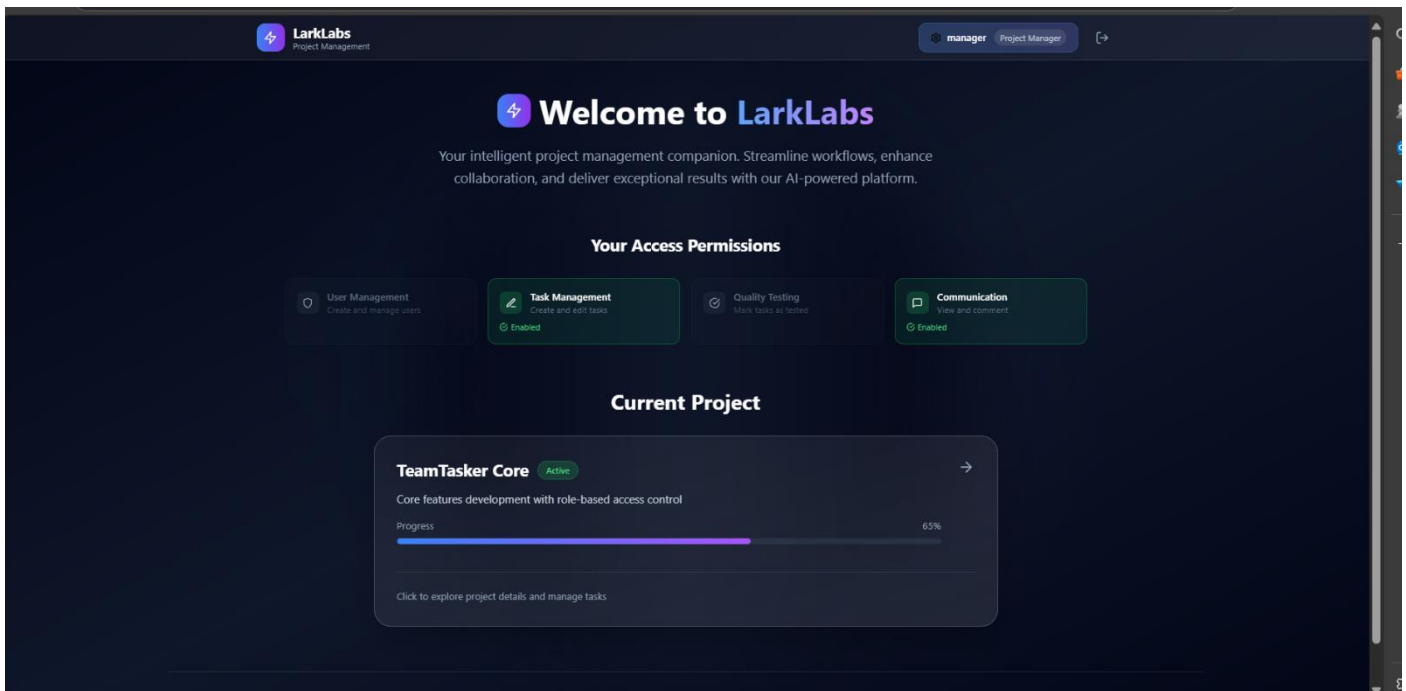 LarkLabs
Project Management
manager Project Manager
Welcome to LarkLabs
Your intelligent project management companion. Streamline workflows, enhance
collaboration, and deliver exceptional results with our AI-powered platform.
Your Access Permissions
User Management
Create and manage users
Task Management
Create and edit tasks
Enabled
Quality Testing
Mark tasks as tested
Communication
View and comment
Enabled
Current Project
TeamTasker Core Active
Core features development with role-based access control
Progress 65%
Click to explore project details and manage tasks